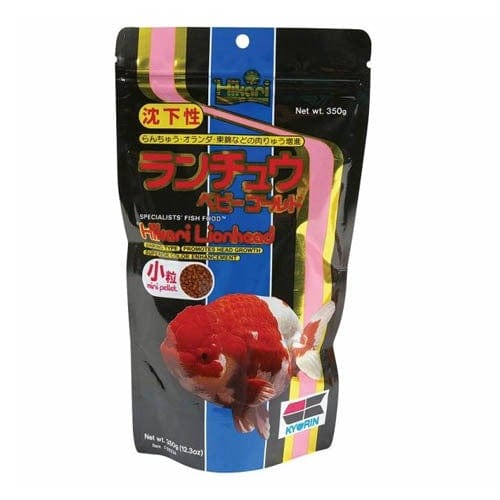 Hikari
Net wt. 350g
沈下性
らんちゅう・オランダ・東錦などの肉りゅう増進
ランチュウ
ベビーゴールド
SPECIALISTS' FISH FOOD™
Hikari Lionhead
SINKING TYPE PROMOTES HEAD GROWTH
SUPERIOR COLOR ENHANCEMENT
小粒
mini pellet
KYORIN
Net wt. 350g (12.3oz)